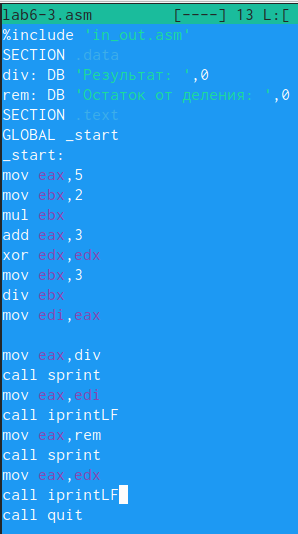 lab6-3.asm [----] 13 L:[
%include 'in_out.asm'
SECTION .data
div: DB 'Результат: ',0
rem: DB 'Остаток от деления: ',0
SECTION .text
GLOBAL _start
_start:
mov eax,5
mov ebx,2
mul ebx
add eax,3
xor edx,edx
mov ebx,3
div ebx
mov edi,eax

mov eax,div
call sprint
mov eax,edi
call iprintLF
mov eax,rem
call sprint
mov eax,edx
call iprintLF
call quit